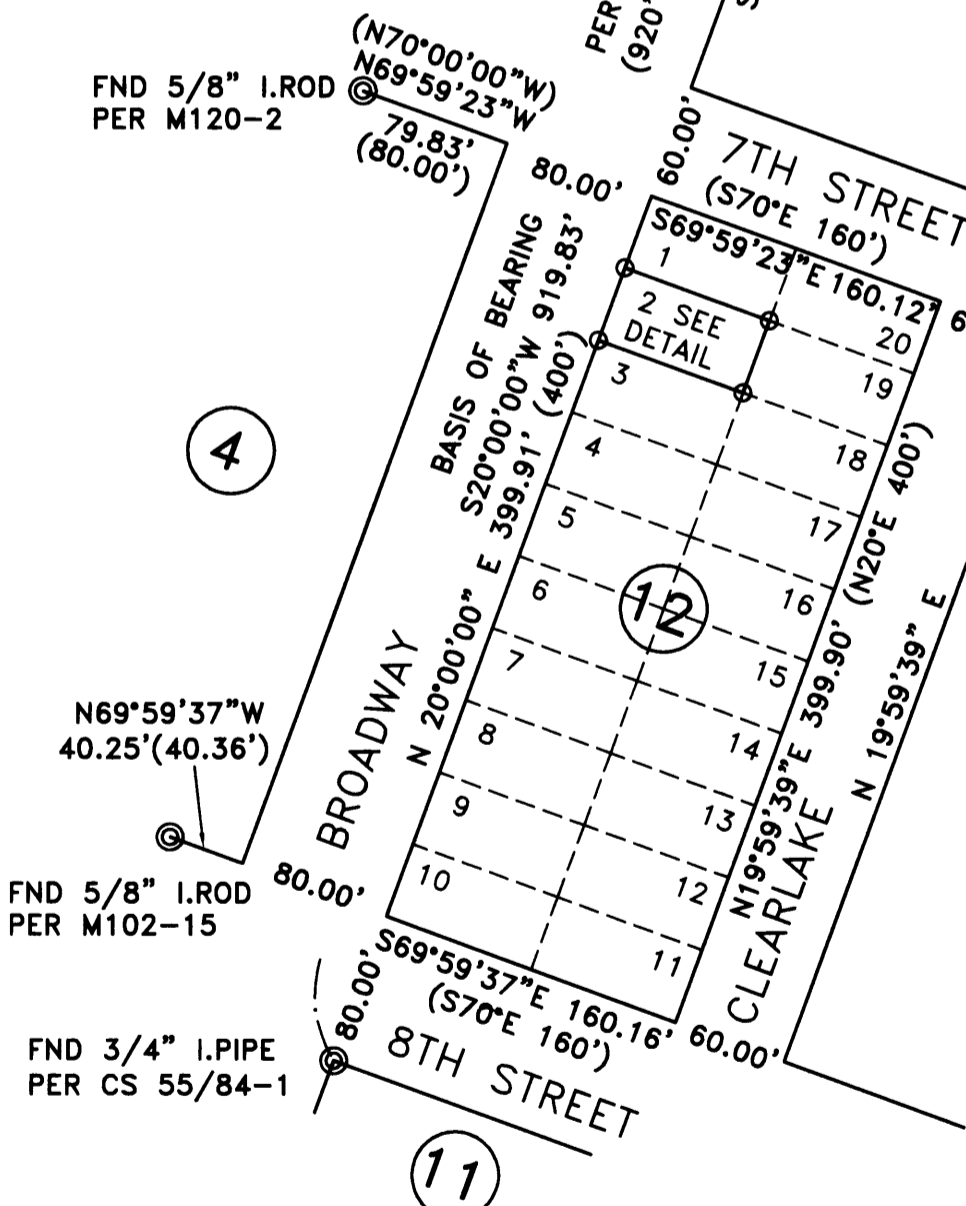 PER
(920'
(N70°00'00"W)
N69°59'23"W
FND 5/8" I.ROD
PER M120-2
79.83'
(80.00')
80.00'
60.00'
7TH STREET
(S70°E 160')
S69°59'23"E 160.12'
6
BASIS OF BEARING
S20°00'00"W 919.83'
N 20°00'00" E 399.91' (400')
1
2 SEE
DETAIL
3
4
5
6
7
8
9
10
20
19
18
17
16
15
14
13
12
11
4
12
N19°59'39"E 399.90' (N20°E 400')
N 19°59'39" E
BROADWAY
CLEARLAKE
N69°59'37"W
40.25'(40.36')
FND 5/8" I.ROD
PER M102-15
80.00'
S69°59'37"E 160.16'
(S70°E 160')
60.00'
80.00'
8TH STREET
FND 3/4" I.PIPE
PER CS 55/84-1
11